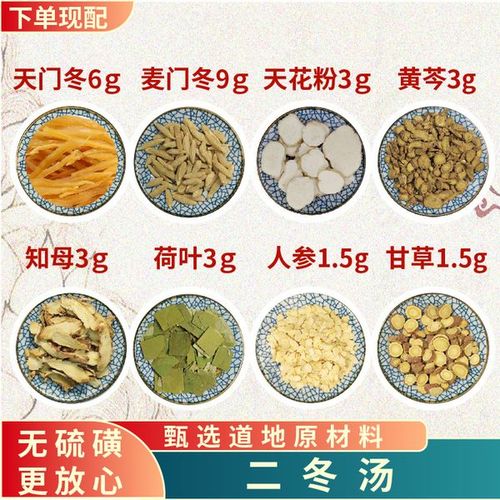 下单现配
天门冬6g 麦门冬9g 天花粉3g 黄芩3g
知母3g 荷叶3g 人参1.5g 甘草1.5g
无硫磺
更放心
甄选道地原材料
二冬汤